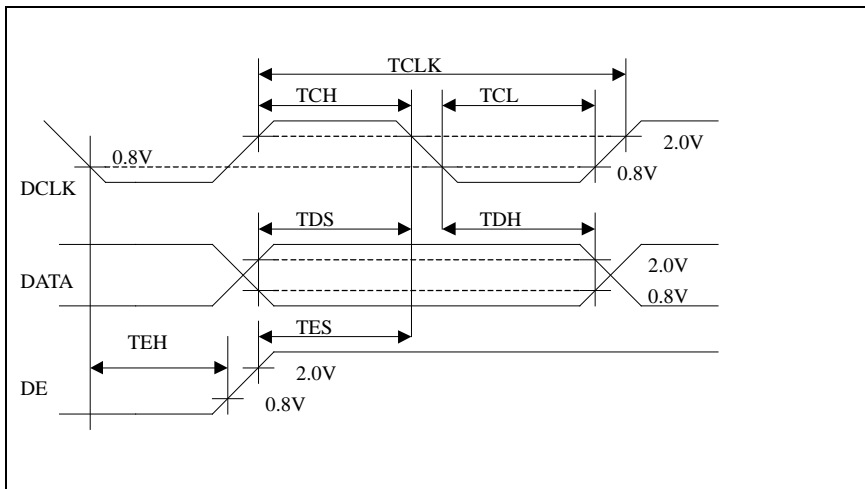 TCLK
TCH TCL
2.0V
0.8V
0.8V
DCLK
TDS TDH
2.0V
DATA
0.8V
TES
TEH
2.0V
DE
0.8V